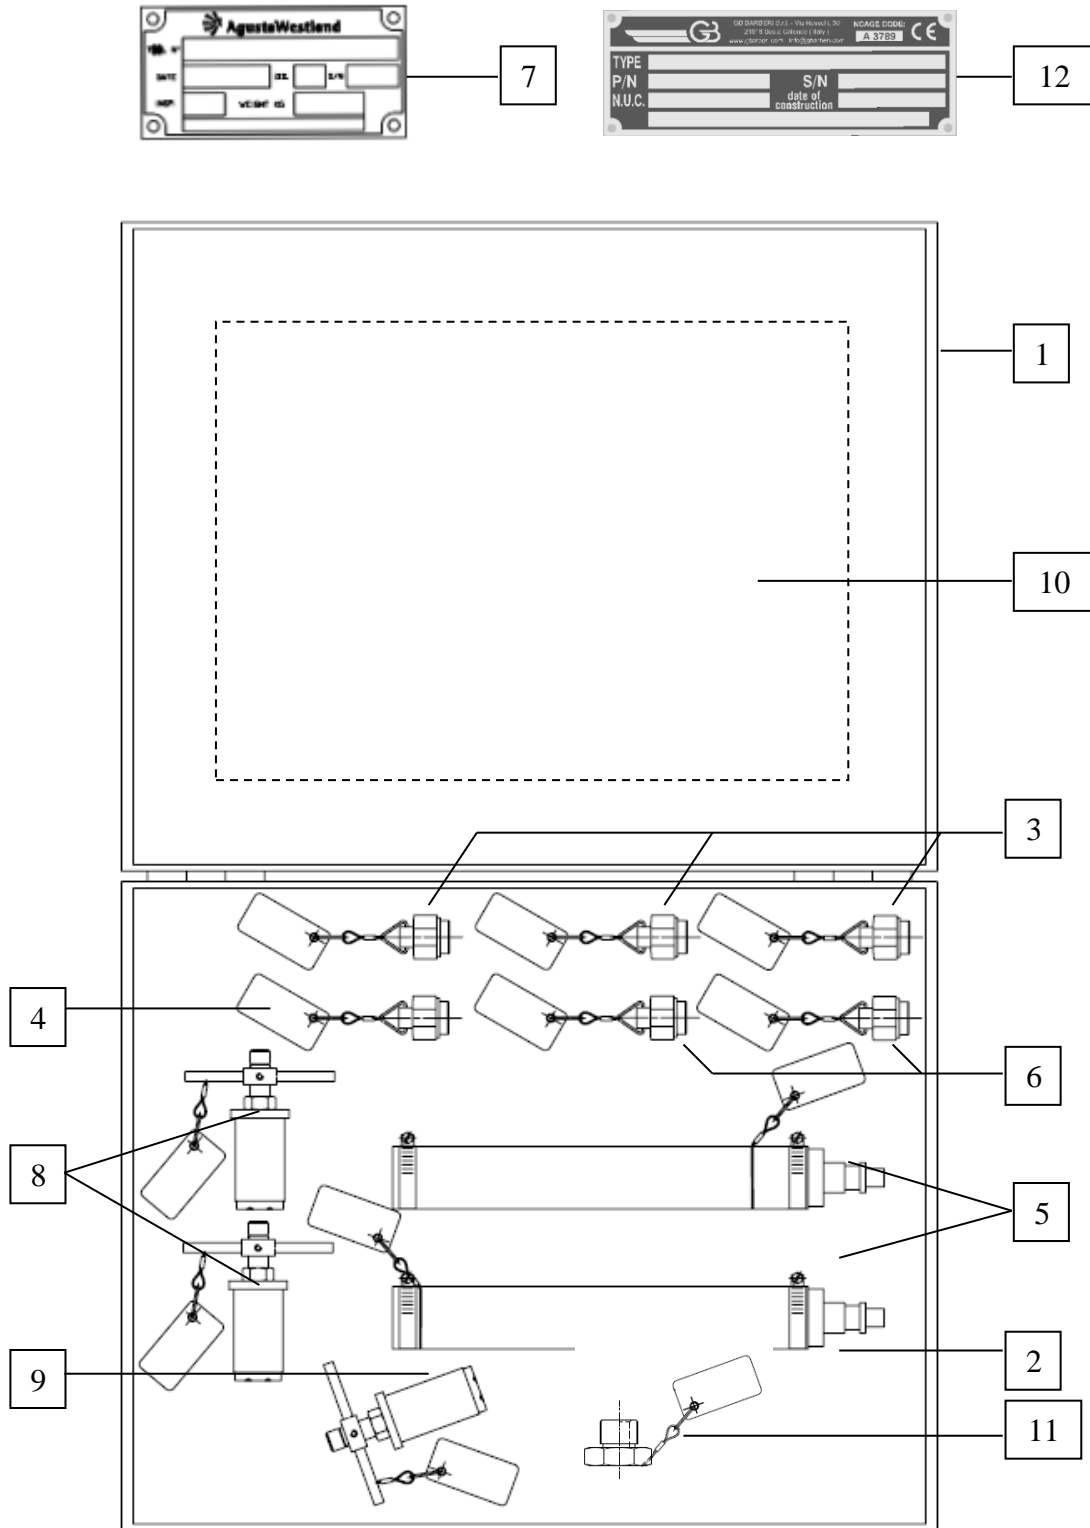 AgustaWestland
DATE
S/N
WEIGHT KG
7
GB
NCAGE CODE:
A 3789
CE
TYPE
P/N
S/N
N.U.C.
date of
construction
12
1
10
3
4
6
8
5
2
9
11